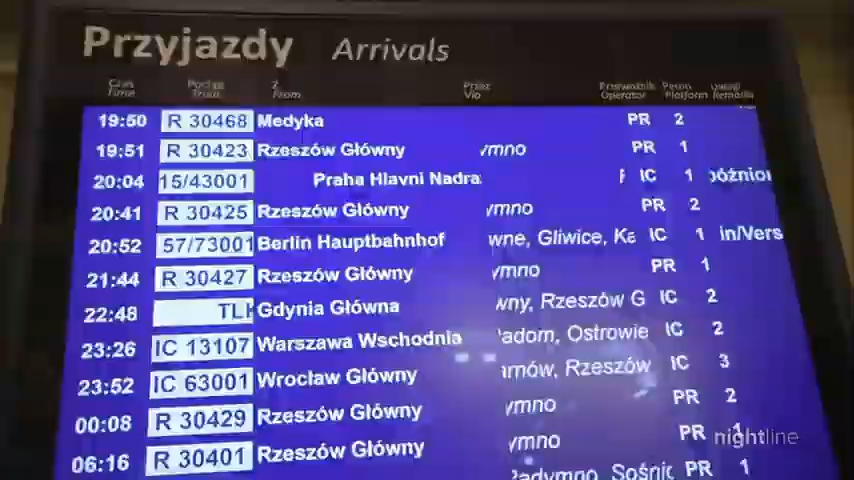 Przyjazdy Arrivals
Czas Pociąg Z Przez Przewoźnik Peron Uwagi
Time Train From Via Operator Platform Remarks
19:50 R 30468 Medyka PR 2
19:51 R 30423 Rzeszów Główny ymno PR 1
20:04 15/43001 Praha Hlavni Nadra IC 1 późnior
20:41 R 30425 Rzeszów Główny ymno PR 2
20:52 57/73001 Berlin Hauptbahnhof wne, Gliwice, Ka IC 1 in/Vers
21:44 R 30427 Rzeszów Główny ymno PR 1
22:48 TLK Gdynia Główna wny, Rzeszów G IC 2
23:26 IC 13107 Warszawa Wschodnia adom, Ostrowie IC 2
23:52 IC 63001 Wrocław Główny arnów, Rzeszów IC 3
00:08 R 30429 Rzeszów Główny ymno PR 2
06:16 R 30401 Rzeszów Główny ymno PR 1
Radymno, Sośnic PR 1
nightline